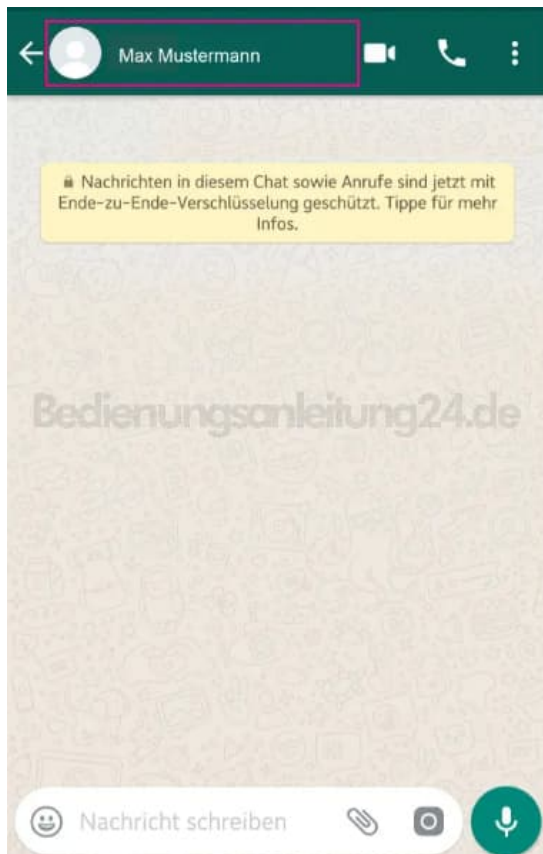 Max Mustermann
Nachrichten in diesem Chat sowie Anrufe sind jetzt mit
Ende-zu-Ende-Verschlüsselung geschützt. Tippe für mehr
Infos.
Bedienungsanleitung24.de
Nachricht schreiben